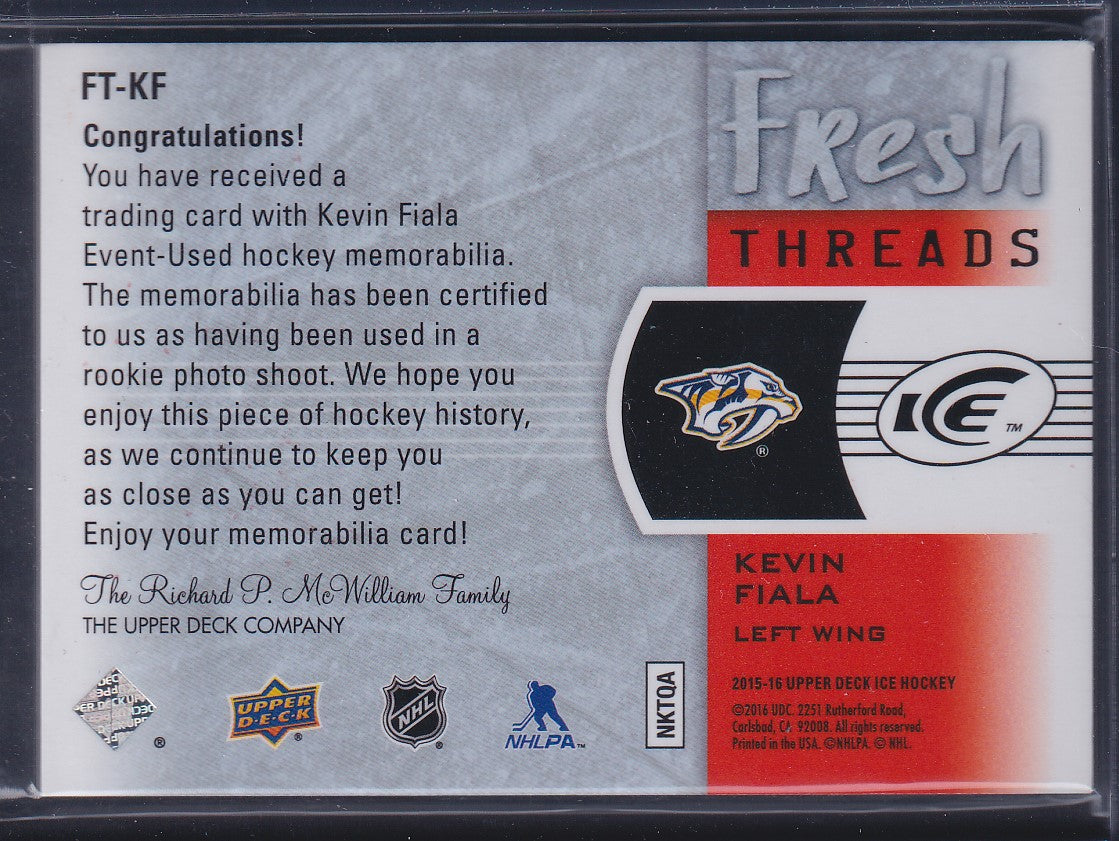 FT-KF
Congratulations!
You have received a
trading card with Kevin Fiala
Event-Used hockey memorabilia.
The memorabilia has been certified
to us as having been used in a
rookie photo shoot. We hope you
enjoy this piece of hockey history,
as we continue to keep you
as close as you can get!
Enjoy your memorabilia card!
The Richard P. McWilliam Family
THE UPPER DECK COMPANY
®
UPPER
D·E·C·K
®
NHL
®
NHLPA™
NKTQA
Fresh
THREADS
®
ICE
TM
KEVIN
FIALA
LEFT WING
2015-16 UPPER DECK ICE HOCKEY
©2016 UDC. 2251 Rutherford Road,
Carlsbad, CA 92008. All rights reserved.
Printed in the USA. ©NHLPA. © NHL.